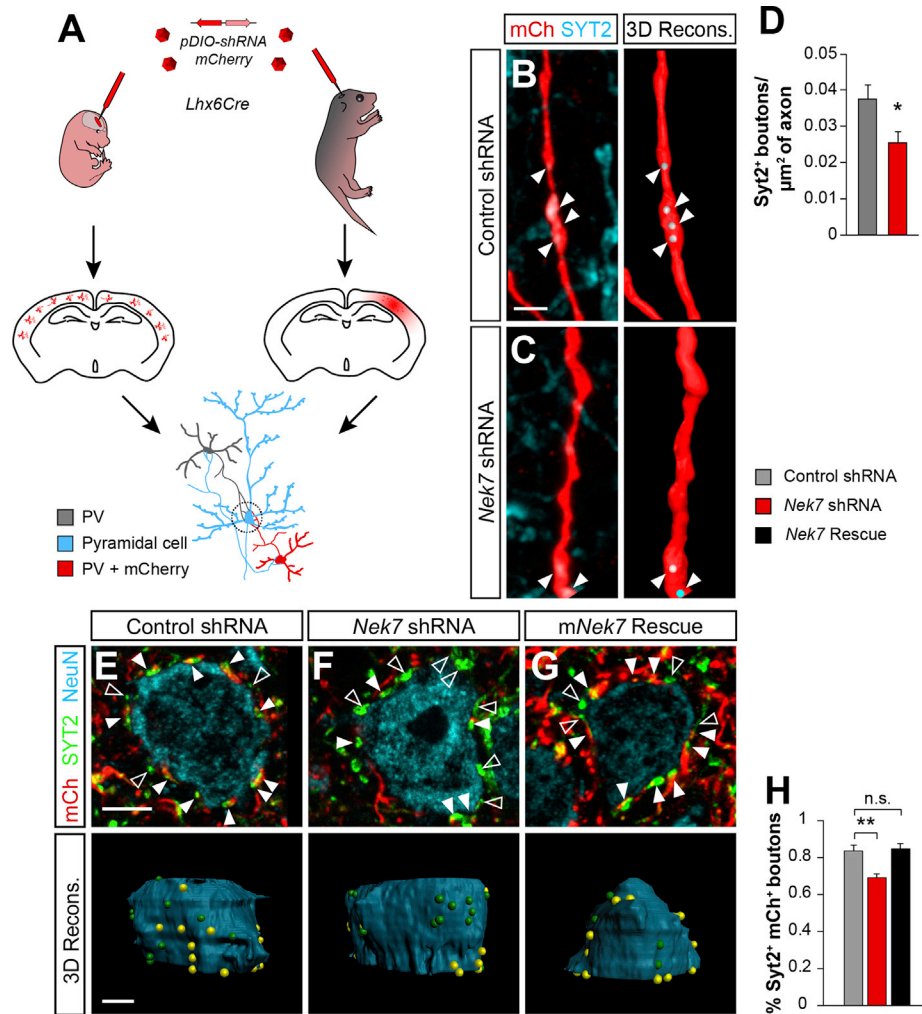 A
pDIO-shRNA
mCherry
Lhx6Cre
PV
Pyramidal cell
PV + mCherry
mCh SYT2
3D Recons.
B
Control shRNA
C
Nek7 shRNA
D
Syt2⁺ boutons/
μm² of axon
0.05
0.04
0.03
0.02
0.01
0
*
Control shRNA
Nek7 shRNA
Nek7 Rescue
Control shRNA
Nek7 shRNA
mNek7 Rescue
mCh SYT2 NeuN
E
F
G
3D Recons.
H
% Syt2⁺ mCh⁺ boutons
1
0.8
0.6
0.4
0.2
0
n.s.
**